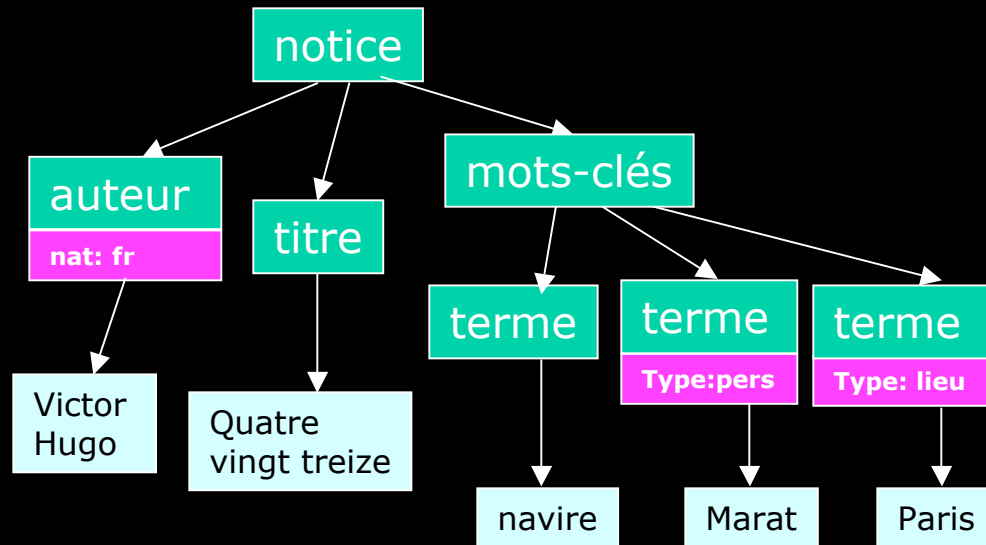 notice
auteur
nat: fr
titre
mots-clés
terme
terme
Type:pers
terme
Type: lieu
Victor
Hugo
Quatre
vingt treize
navire
Marat
Paris